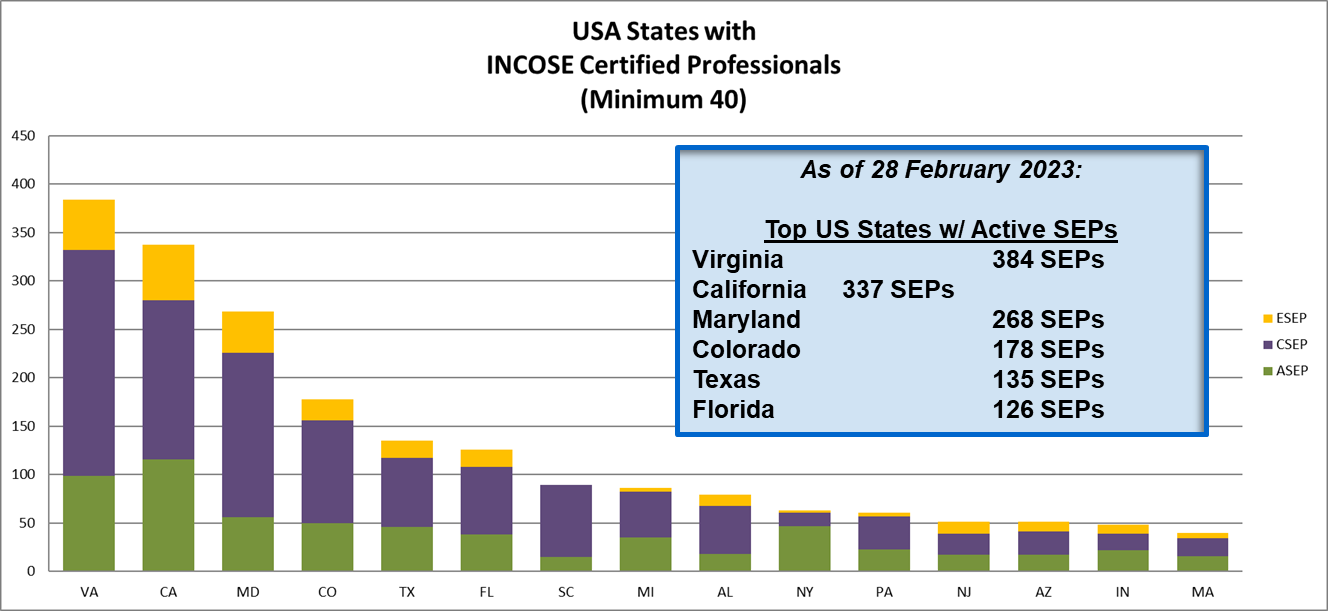 USA States with
INCOSE Certified Professionals
(Minimum 40)
450
400
350
300
250
200
150
100
50
0
As of 28 February 2023:
Top US States w/ Active SEPs
Virginia 384 SEPs
California 337 SEPs
Maryland 268 SEPs
Colorado 178 SEPs
Texas 135 SEPs
Florida 126 SEPs
ESEP
CSEP
ASEP
VA CA MD CO TX FL SC MI AL NY PA NJ AZ IN MA